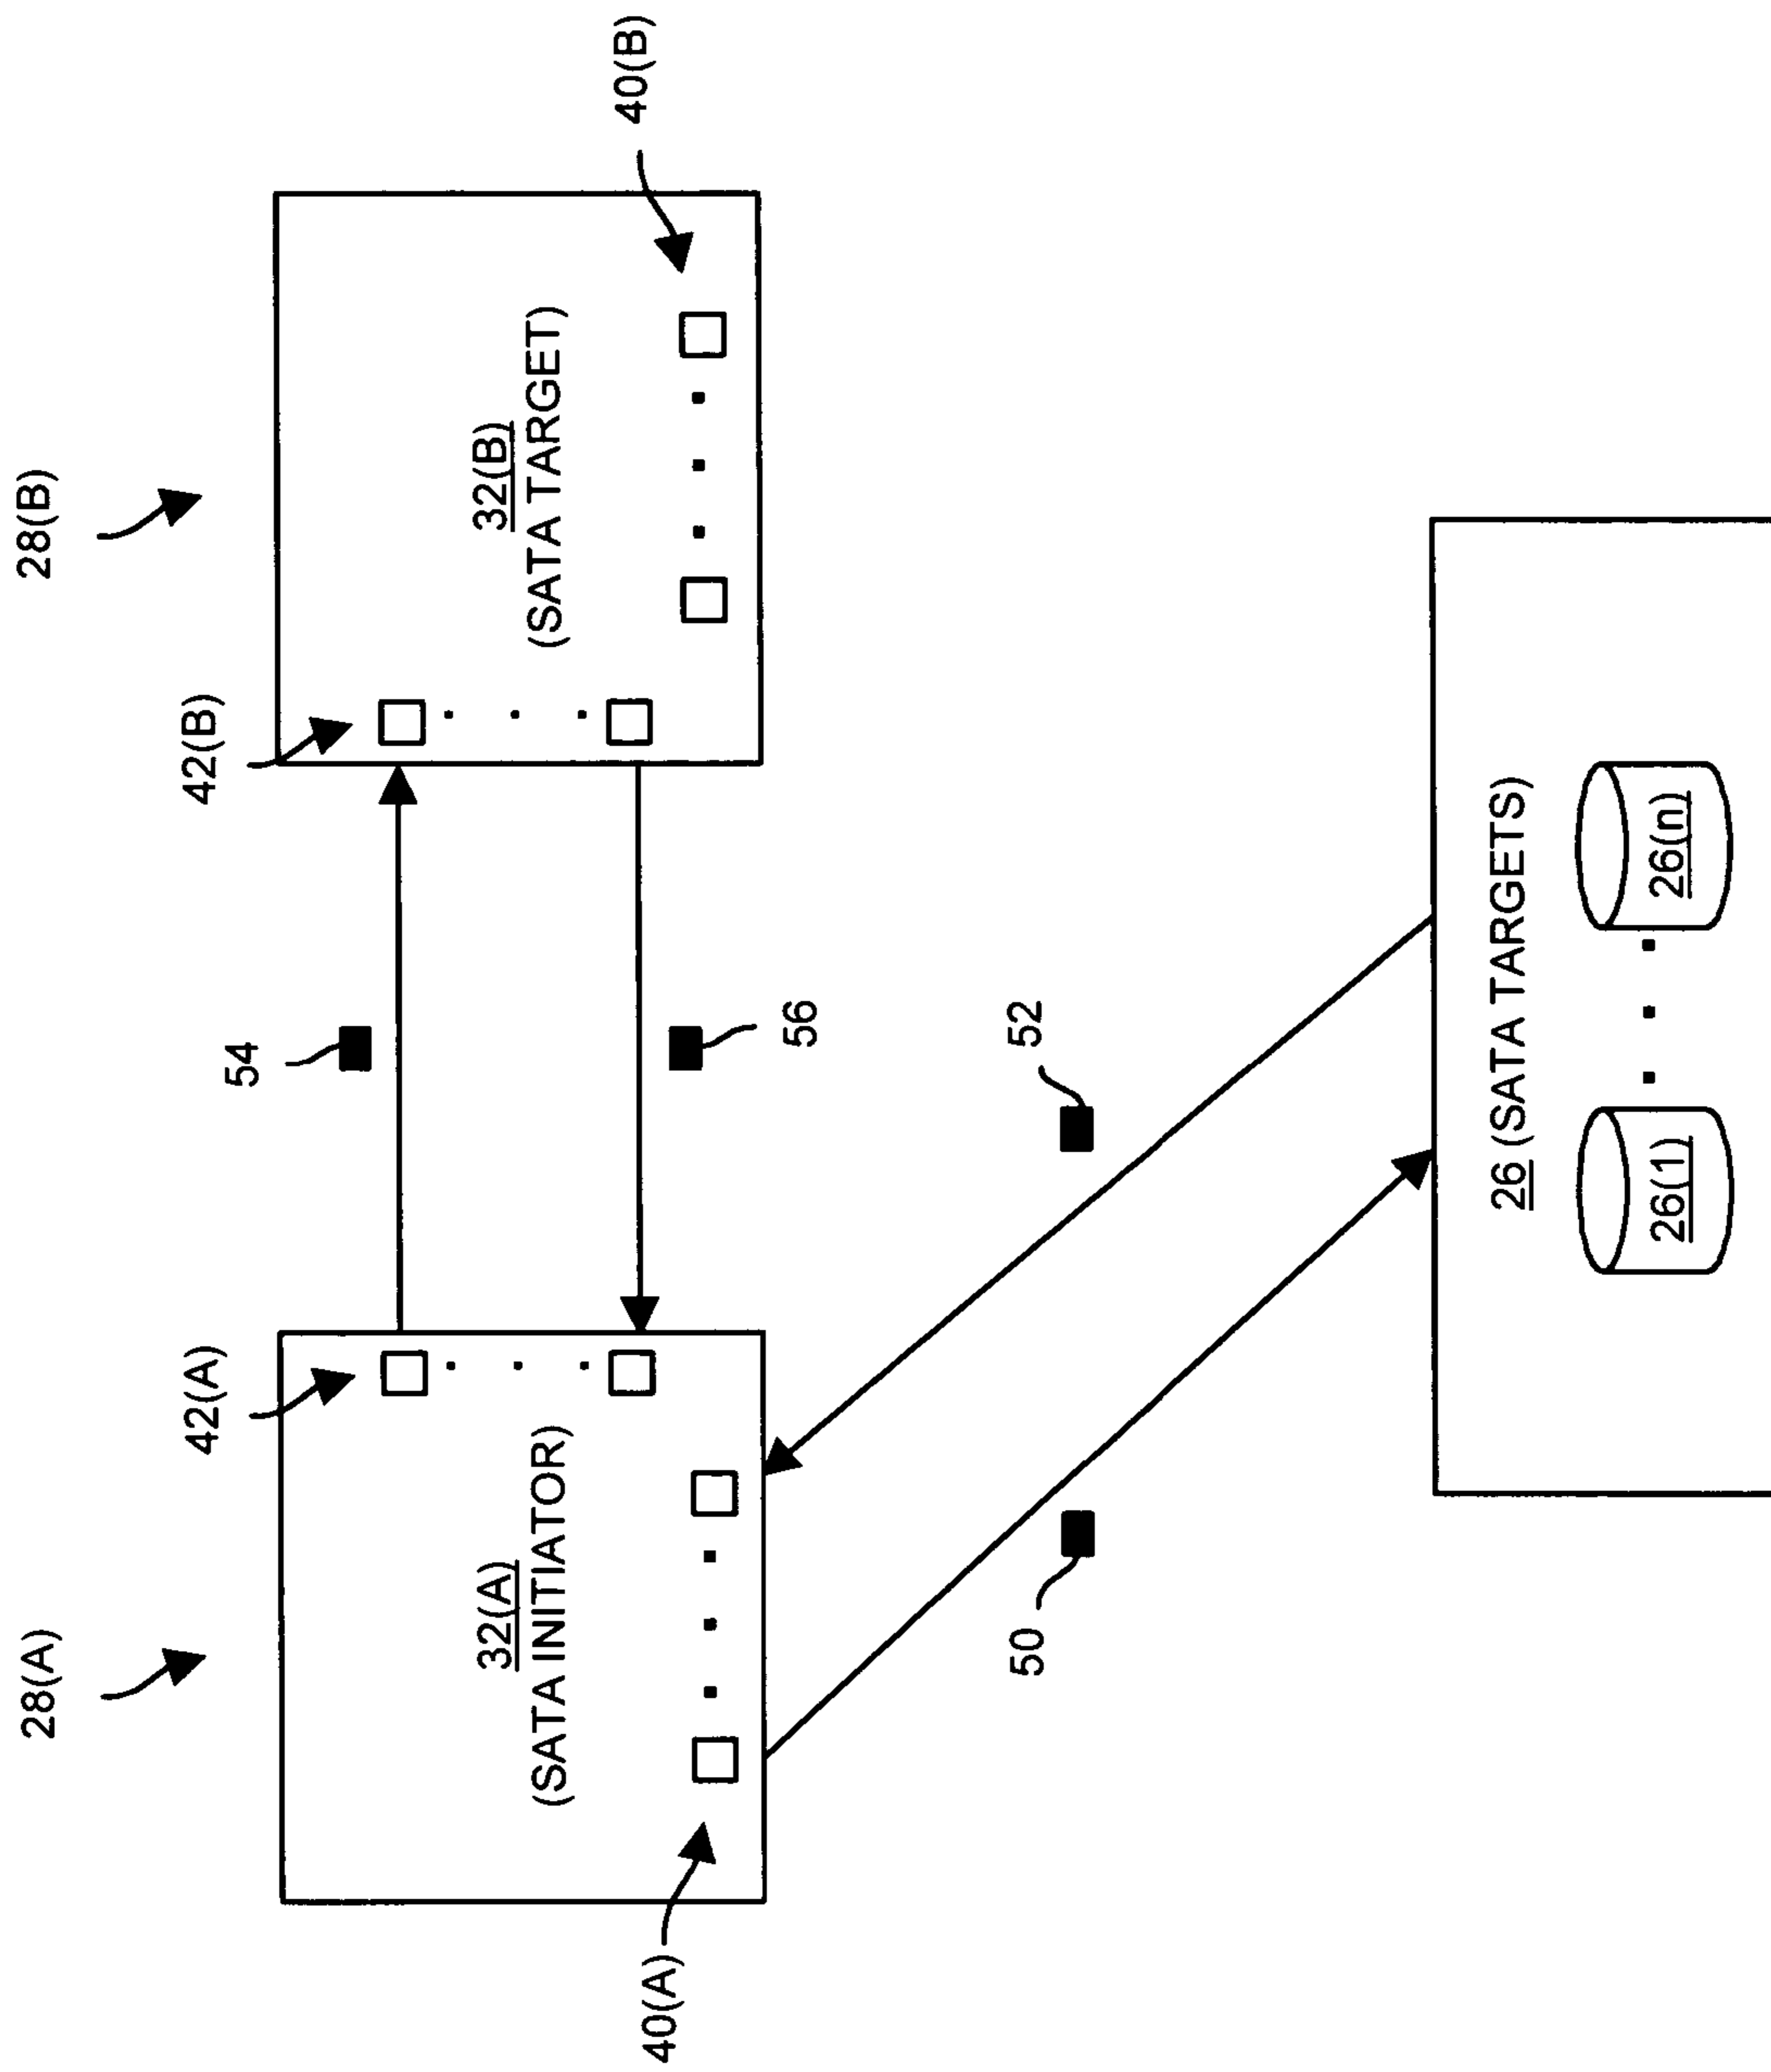 28(A)
28(B)
42(A)
54
42(B)
32(A)
(SATA INITIATOR)
32(B)
(SATA TARGET)
40(A)
56
40(B)
50
52
26 (SATA TARGETS)
26(1)
26(n)